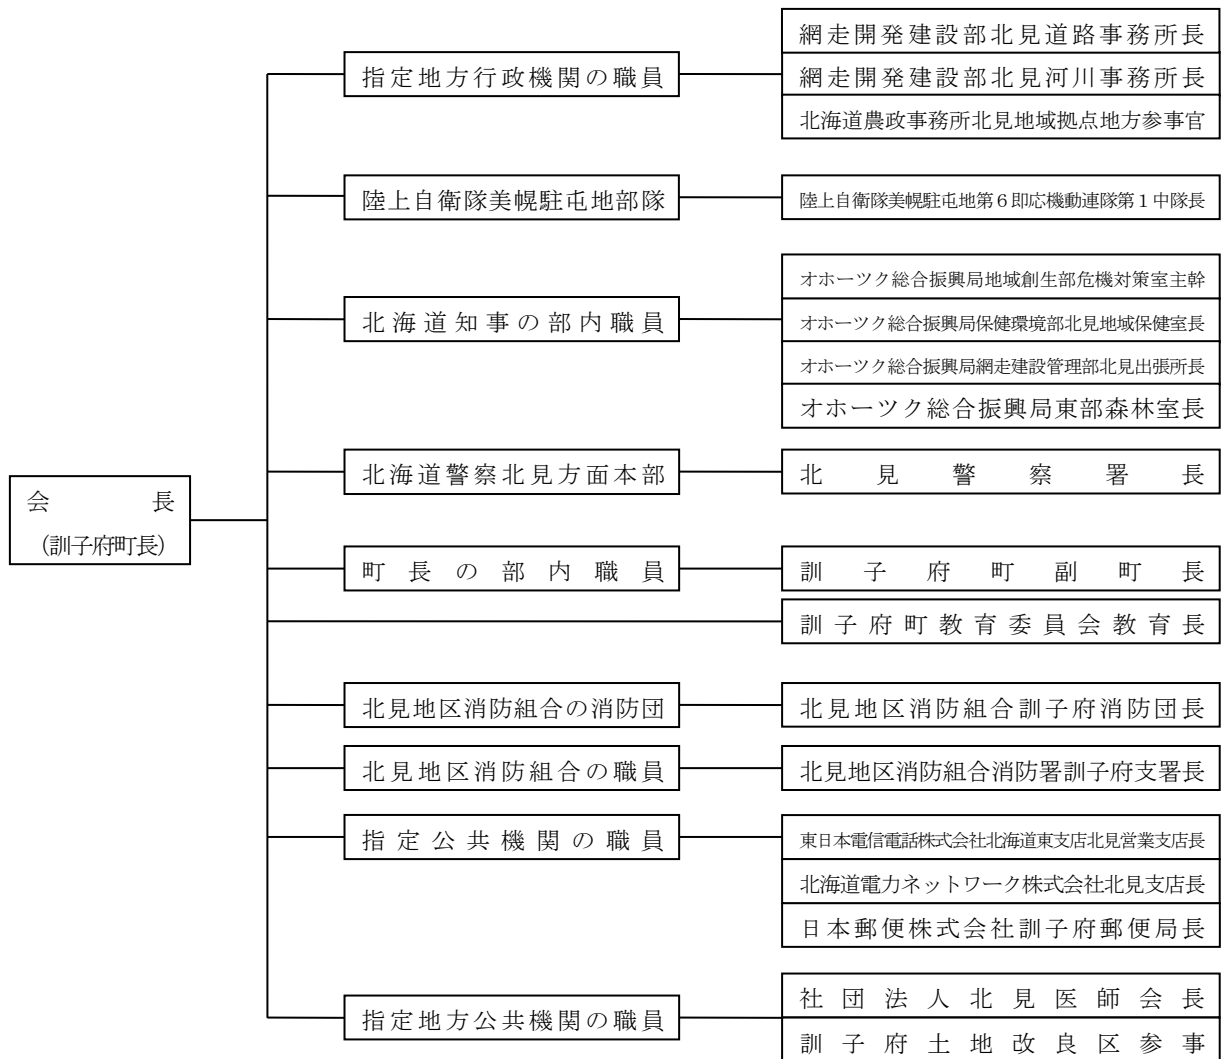 網走開発建設部北見道路事務所長
指定地方行政機関の職員
網走開発建設部北見河川事務所長
北海道農政事務所北見地域拠点地方参事官
陸上自衛隊美幌駐屯地部隊
陸上自衛隊美幌駐屯地第6即応機動連隊第1中隊長
オホーツク総合振興局地域創生部危機対策室主幹
北海道知事の部内職員
オホーツク総合振興局保健環境部北見地域保健室長
オホーツク総合振興局網走建設管理部北見出張所長
オホーツク総合振興局東部森林室長
北海道警察北見方面本部
北見警察署長
会長
(訓子府町長)
町長の部内職員
訓子府町副町長
訓子府町教育委員会教育長
北見地区消防組合の消防団
北見地区消防組合訓子府消防団長
北見地区消防組合の職員
北見地区消防組合消防署訓子府支署長
指定公共機関の職員
東日本電信電話株式会社北海道東支店北見営業支店長
北海道電力ネットワーク株式会社北見支店長
日本郵便株式会社訓子府郵便局長
社団法人北見医師会長
指定地方公共機関の職員
訓子府土地改良区参事